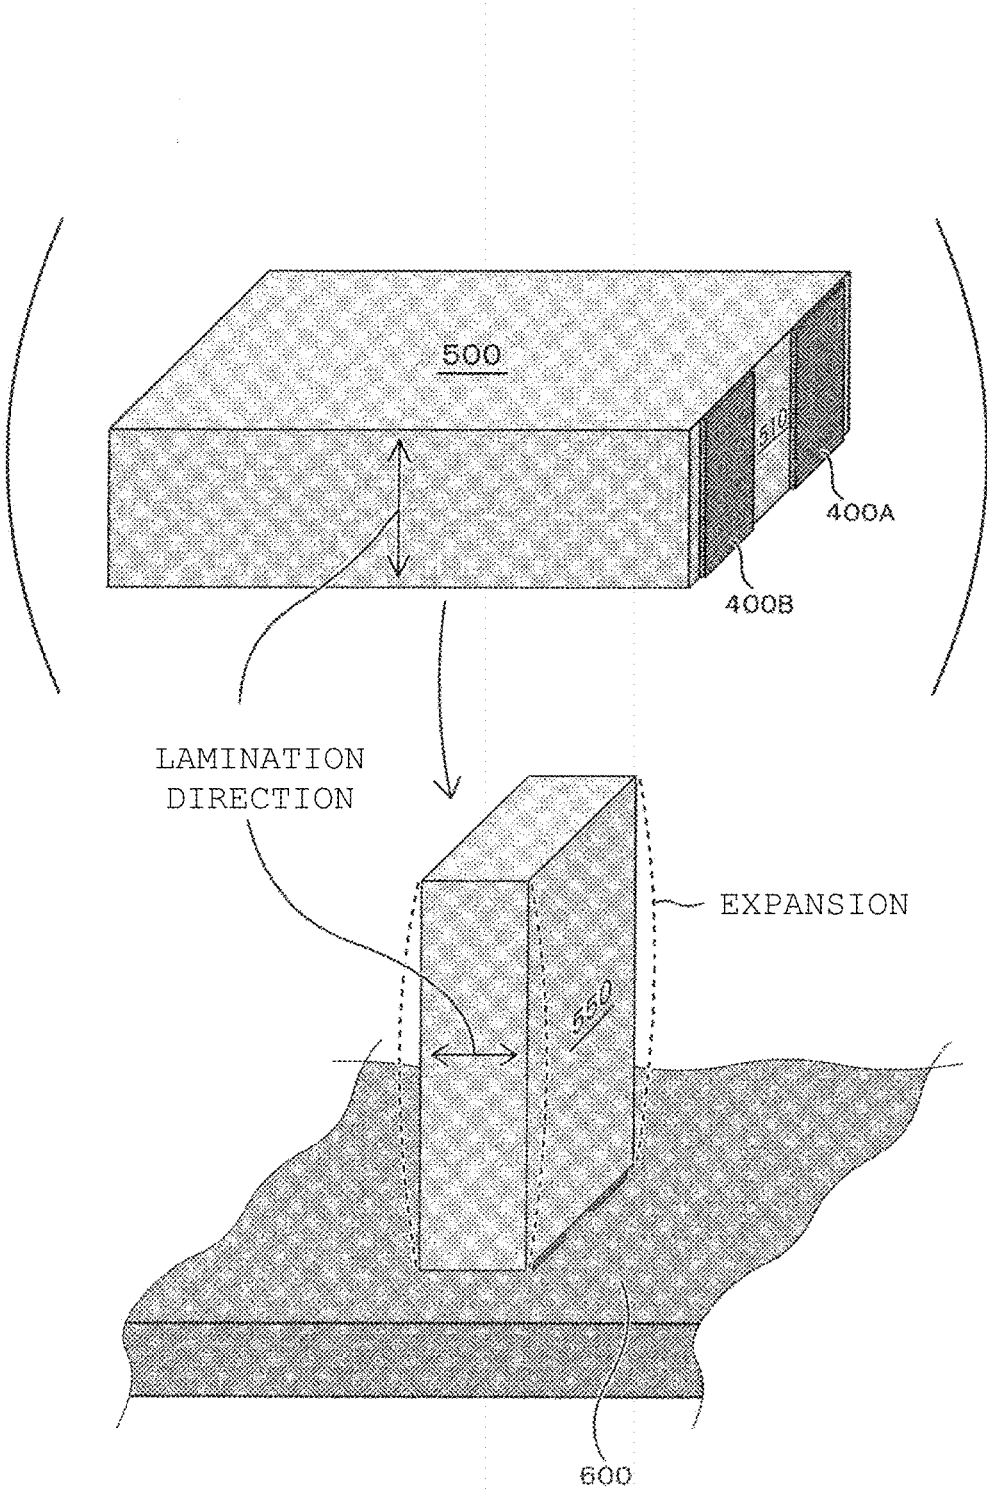 500
510
400A
400B
LAMINATION
DIRECTION
EXPANSION
550
600